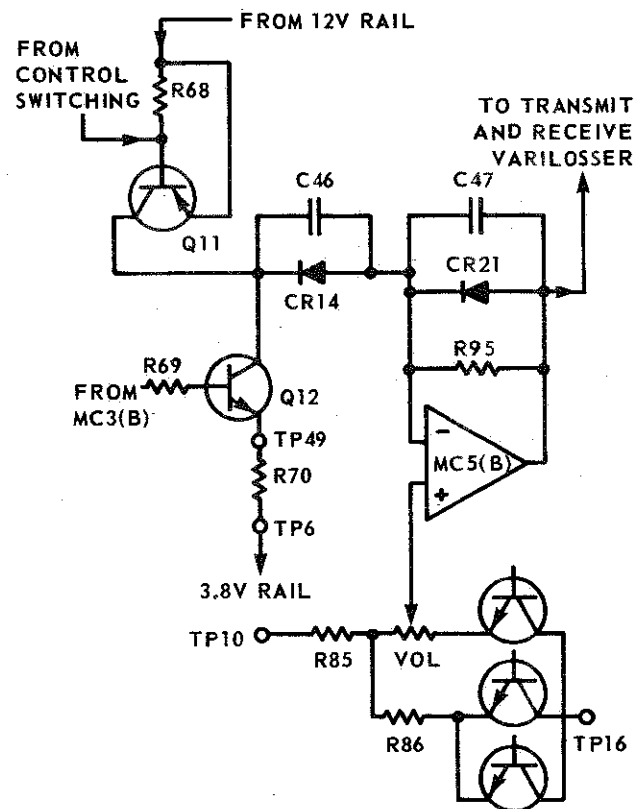 FROM 12V RAIL
FROM
CONTROL
SWITCHING
R68
TO TRANSMIT
AND RECEIVE
VARILOSSER
C46
C47
Q11
CR14
CR21
R95
R69
FROM
MC3(B)
Q12
TP49
R70
TP6
3.8V RAIL
-
MC5(B)
+
TP10
R85
VOL
R86
TP16